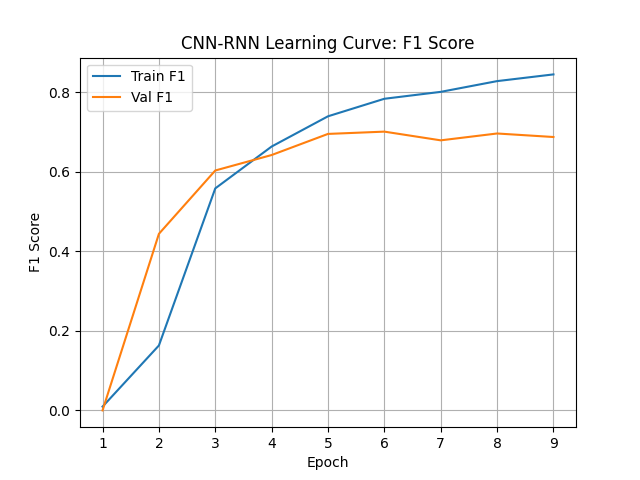 CNN-RNN Learning Curve: F1 Score
Train F1
Val F1
F1 Score
0.8
0.6
0.4
0.2
0.0
1 2 3 4 5 6 7 8 9
Epoch